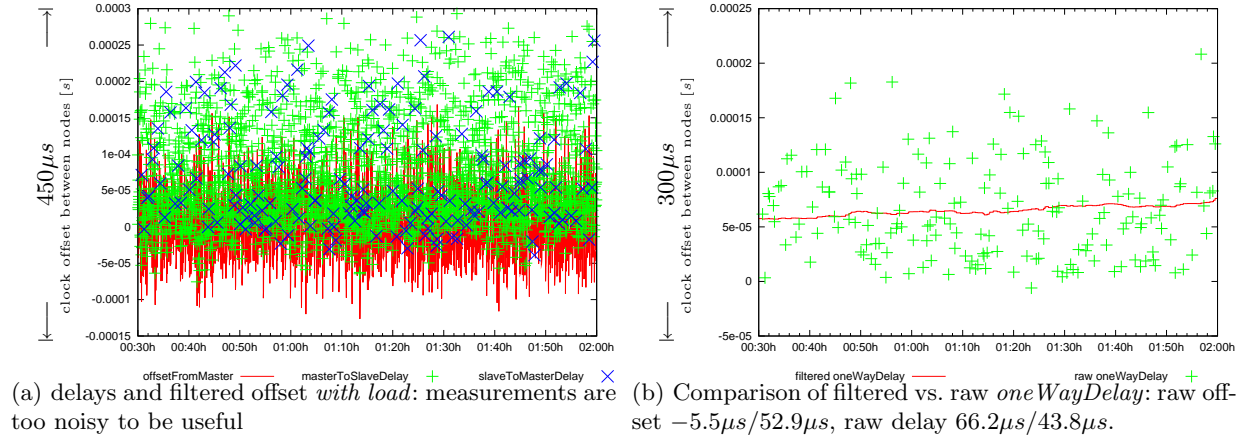 450µs
clock offset between nodes [s]
0.0003
0.00025
0.0002
0.00015
1e-04
5e-05
0
-5e-05
-0.0001
-0.00015
00:30h 00:40h 00:50h 01:00h 01:10h 01:20h 01:30h 01:40h 01:50h 02:00h
offsetFromMaster masterToSlaveDelay slaveToMasterDelay
(a) delays and filtered offset with load: measurements are
too noisy to be useful
300µs
clock offset between nodes [s]
0.00025
0.0002
0.00015
0.0001
5e-05
0
-5e-05
00:30h 00:40h 00:50h 01:00h 01:10h 01:20h 01:30h 01:40h 01:50h 02:00h
filtered oneWayDelay raw oneWayDelay
(b) Comparison of filtered vs. raw oneWayDelay: raw off-
set −5.5µs/52.9µs, raw delay 66.2µs/43.8µs.